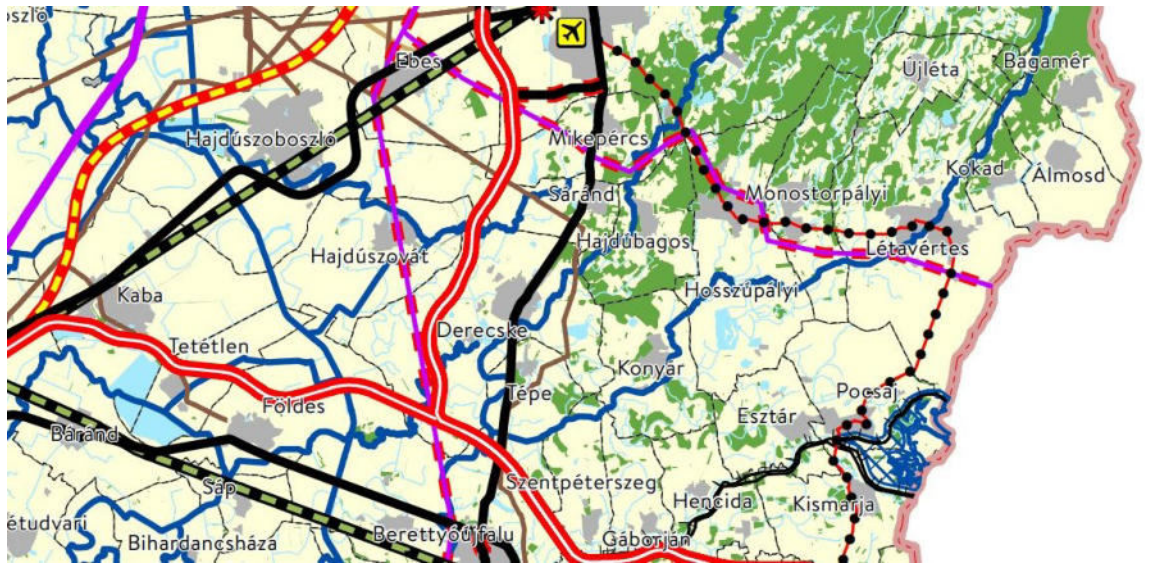 oszló
Ebes
Újléta
Bagamér
Hajdúszoboszló
Mikepércs
Kokad
Álmosd
Sáránd
Monostorpályi
Hajdúbagos
Létavértes
Hajdúszovát
Hosszúpályi
Kaba
Derecske
Tetétlen
Konyár
Tépe
Pocsaj
Földes
Esztár
Báránd
Sáp
Szentpéterszeg
Hencida
Kismarja
étudvari
Berettyóújfalu
Bihardancsháza
Gáborján